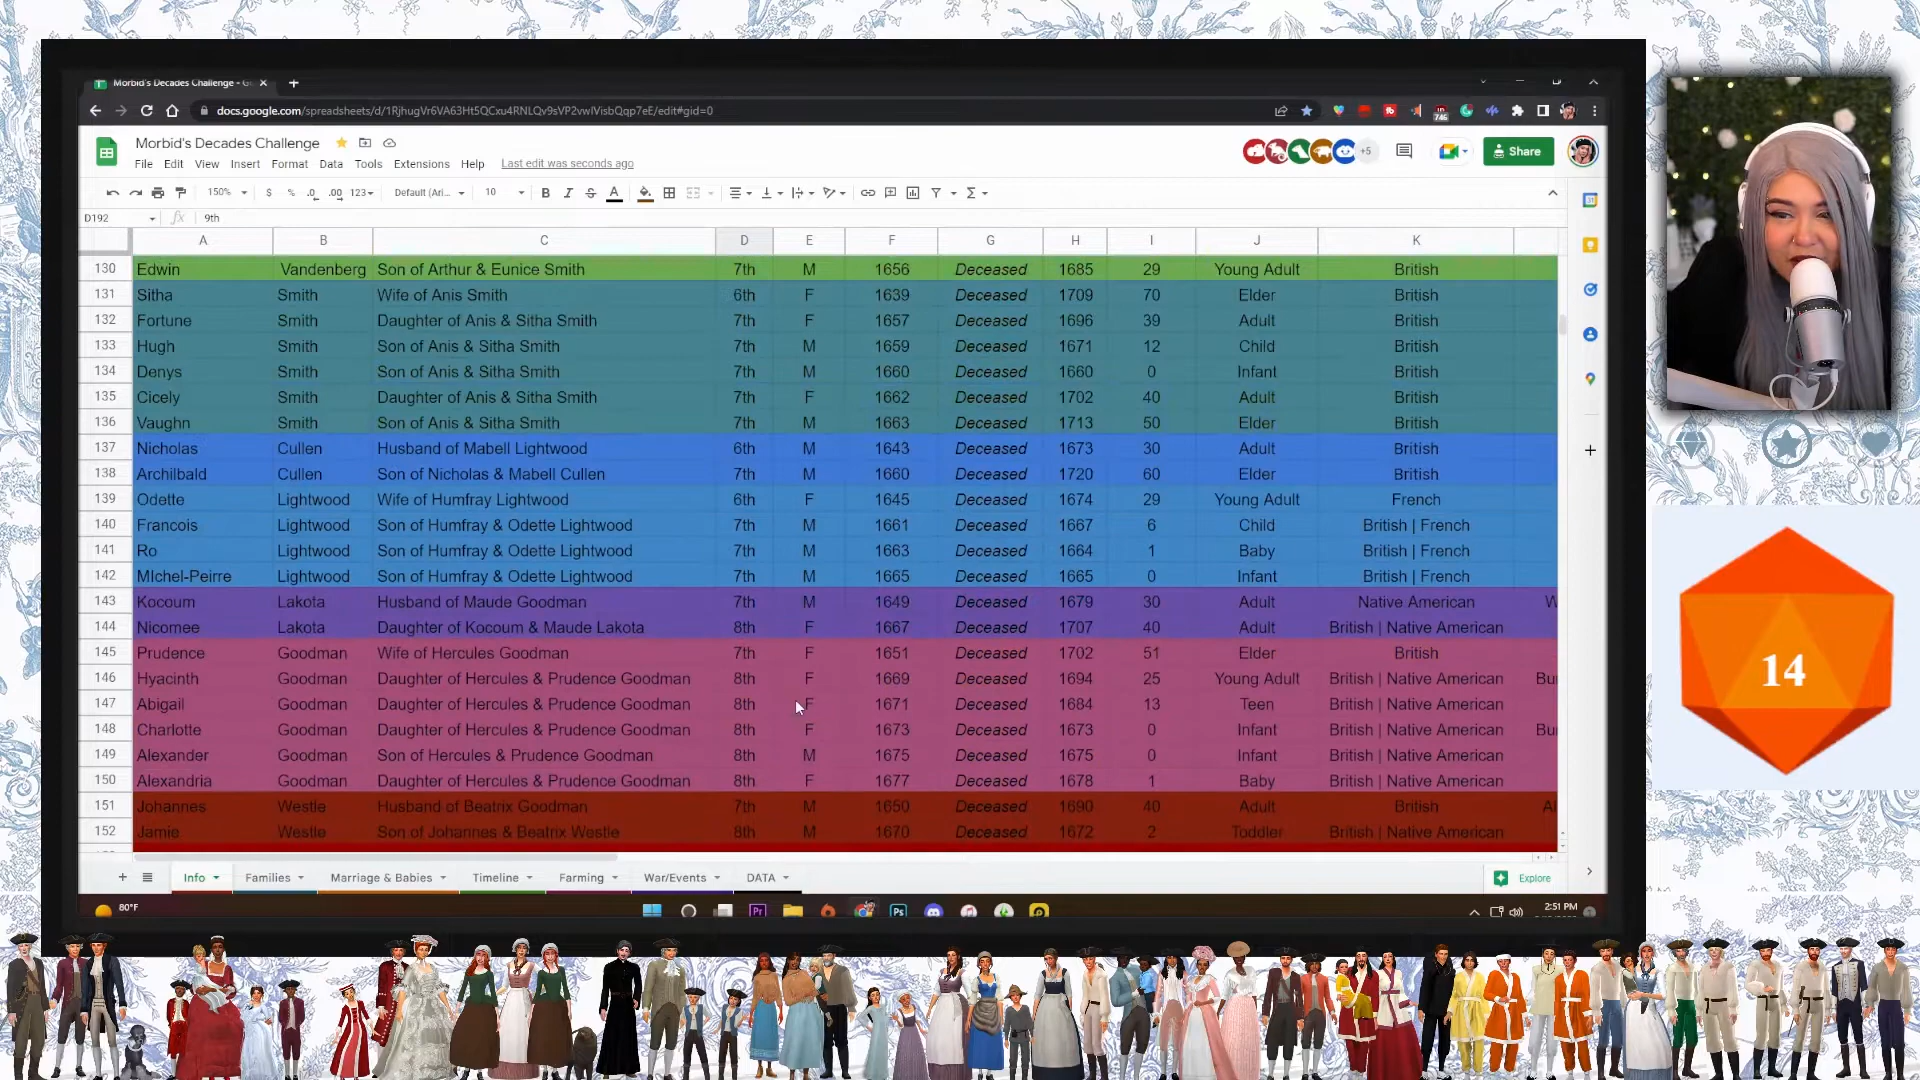 Morbid's Decades Challenge - G
docs.google.com/spreadsheets/d/1RjhugVr6VA63Ht5QCxu4RNLQv9sVP2vwlVisbQqp7eE/edit#gid=0
746
Morbid's Decades Challenge
File Edit View Insert Format Data Tools Extensions Help Last edit was seconds ago
+5
Share
150% $ % .0 .00 123 Default (Ari... 10 B I S A
D192 fx 9th
A B C D E F G H I J K
130 Edwin Vandenberg Son of Arthur & Eunice Smith 7th M 1656 Deceased 1685 29 Young Adult British
131 Sitha Smith Wife of Anis Smith 6th F 1639 Deceased 1709 70 Elder British
132 Fortune Smith Daughter of Anis & Sitha Smith 7th F 1657 Deceased 1696 39 Adult British
133 Hugh Smith Son of Anis & Sitha Smith 7th M 1659 Deceased 1671 12 Child British
134 Denys Smith Son of Anis & Sitha Smith 7th M 1660 Deceased 1660 0 Infant British
135 Cicely Smith Daughter of Anis & Sitha Smith 7th F 1662 Deceased 1702 40 Adult British
136 Vaughn Smith Son of Anis & Sitha Smith 7th M 1663 Deceased 1713 50 Elder British
137 Nicholas Cullen Husband of Mabell Lightwood 6th M 1643 Deceased 1673 30 Adult British
138 Archilbald Cullen Son of Nicholas & Mabell Cullen 7th M 1660 Deceased 1720 60 Elder British
139 Odette Lightwood Wife of Humfray Lightwood 6th F 1645 Deceased 1674 29 Young Adult French
140 Francois Lightwood Son of Humfray & Odette Lightwood 7th M 1661 Deceased 1667 6 Child British | French
141 Ro Lightwood Son of Humfray & Odette Lightwood 7th M 1663 Deceased 1664 1 Baby British | French
142 MIchel-Peirre Lightwood Son of Humfray & Odette Lightwood 7th M 1665 Deceased 1665 0 Infant British | French
143 Kocoum Lakota Husband of Maude Goodman 7th M 1649 Deceased 1679 30 Adult Native American W
144 Nicomee Lakota Daughter of Kocoum & Maude Lakota 8th F 1667 Deceased 1707 40 Adult British | Native American
145 Prudence Goodman Wife of Hercules Goodman 7th F 1651 Deceased 1702 51 Elder British
146 Hyacinth Goodman Daughter of Hercules & Prudence Goodman 8th F 1669 Deceased 1694 25 Young Adult British | Native American Bur
147 Abigail Goodman Daughter of Hercules & Prudence Goodman 8th F 1671 Deceased 1684 13 Teen British | Native American
148 Charlotte Goodman Daughter of Hercules & Prudence Goodman 8th F 1673 Deceased 1673 0 Infant British | Native American Bur
149 Alexander Goodman Son of Hercules & Prudence Goodman 8th M 1675 Deceased 1675 0 Infant British | Native American
150 Alexandria Goodman Daughter of Hercules & Prudence Goodman 8th F 1677 Deceased 1678 1 Baby British | Native American
151 Johannes Westle Husband of Beatrix Goodman 7th M 1650 Deceased 1690 40 Adult British Al
152 Jamie Westle Son of Johannes & Beatrix Westle 8th M 1670 Deceased 1672 2 Toddler British | Native American
Info Families Marriage & Babies Timeline Farming War/Events DATA Explore
80°F Pr Ps 2:51 PM
14